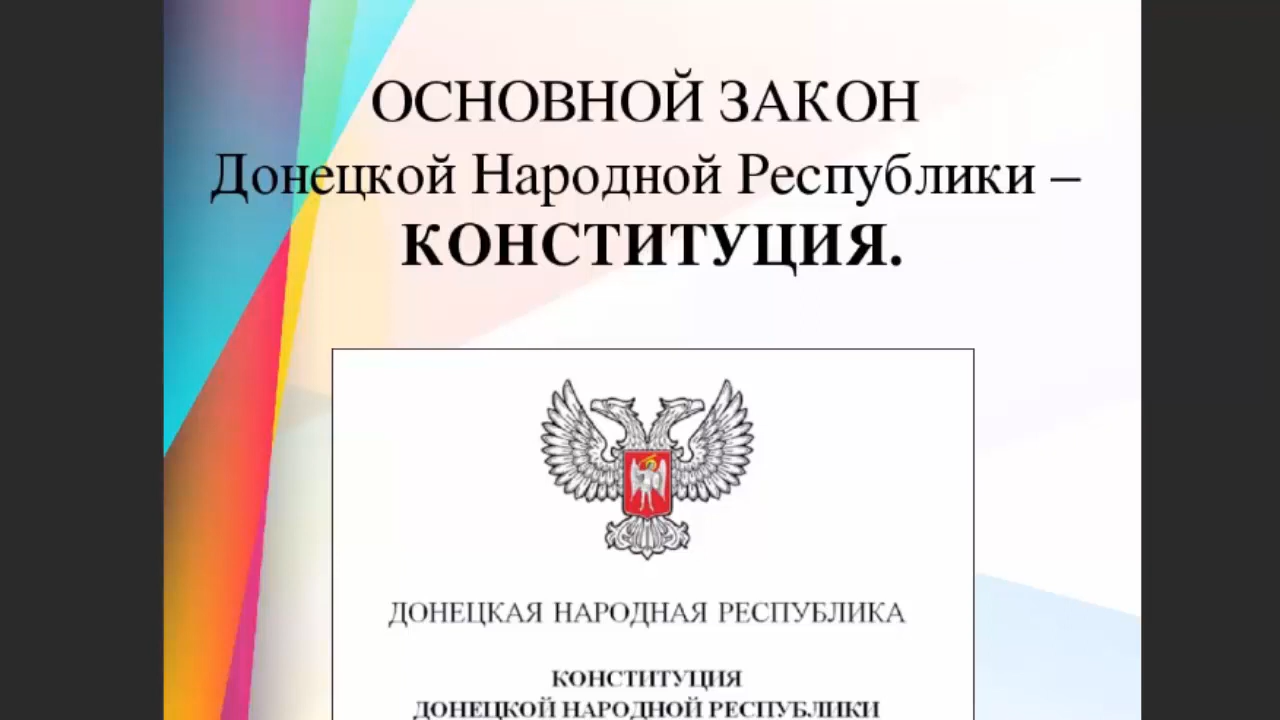 ОСНОВНОЙ ЗАКОН
Донецкой Народной Республики –
КОНСТИТУЦИЯ.
ДОНЕЦКАЯ НАРОДНАЯ РЕСПУБЛИКА
КОНСТИТУЦИЯ
ДОНЕЦКОЙ НАРОДНОЙ РЕСПУБЛИКИ